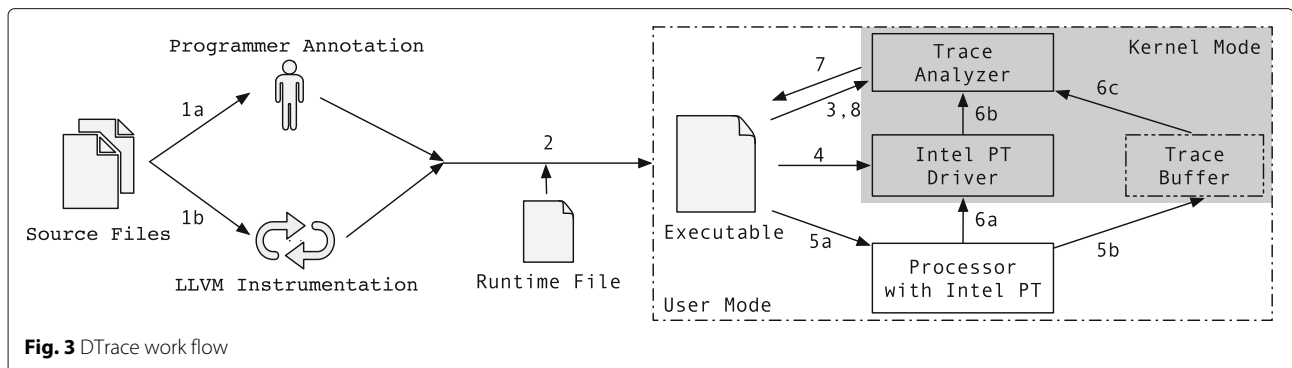 Programmer Annotation
1a
1b
Source Files
LLVM Instrumentation
2
Runtime File
Kernel Mode
Trace
Analyzer
7
3,8
6c
6b
4
Intel PT
Driver
Trace
Buffer
Executable
5a
6a
5b
Processor
with Intel PT
User Mode
Fig. 3 DTrace work flow